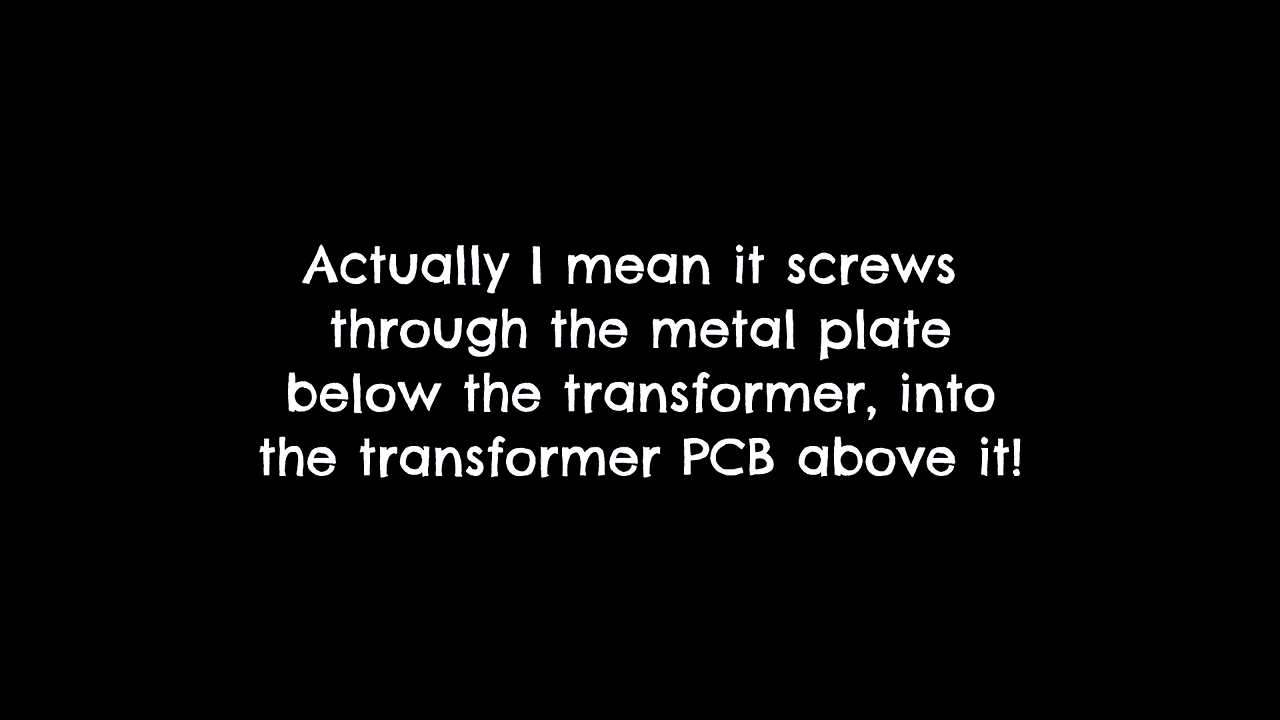 Actually I mean it screws
through the metal plate
below the transformer, into
the transformer PCB above it!